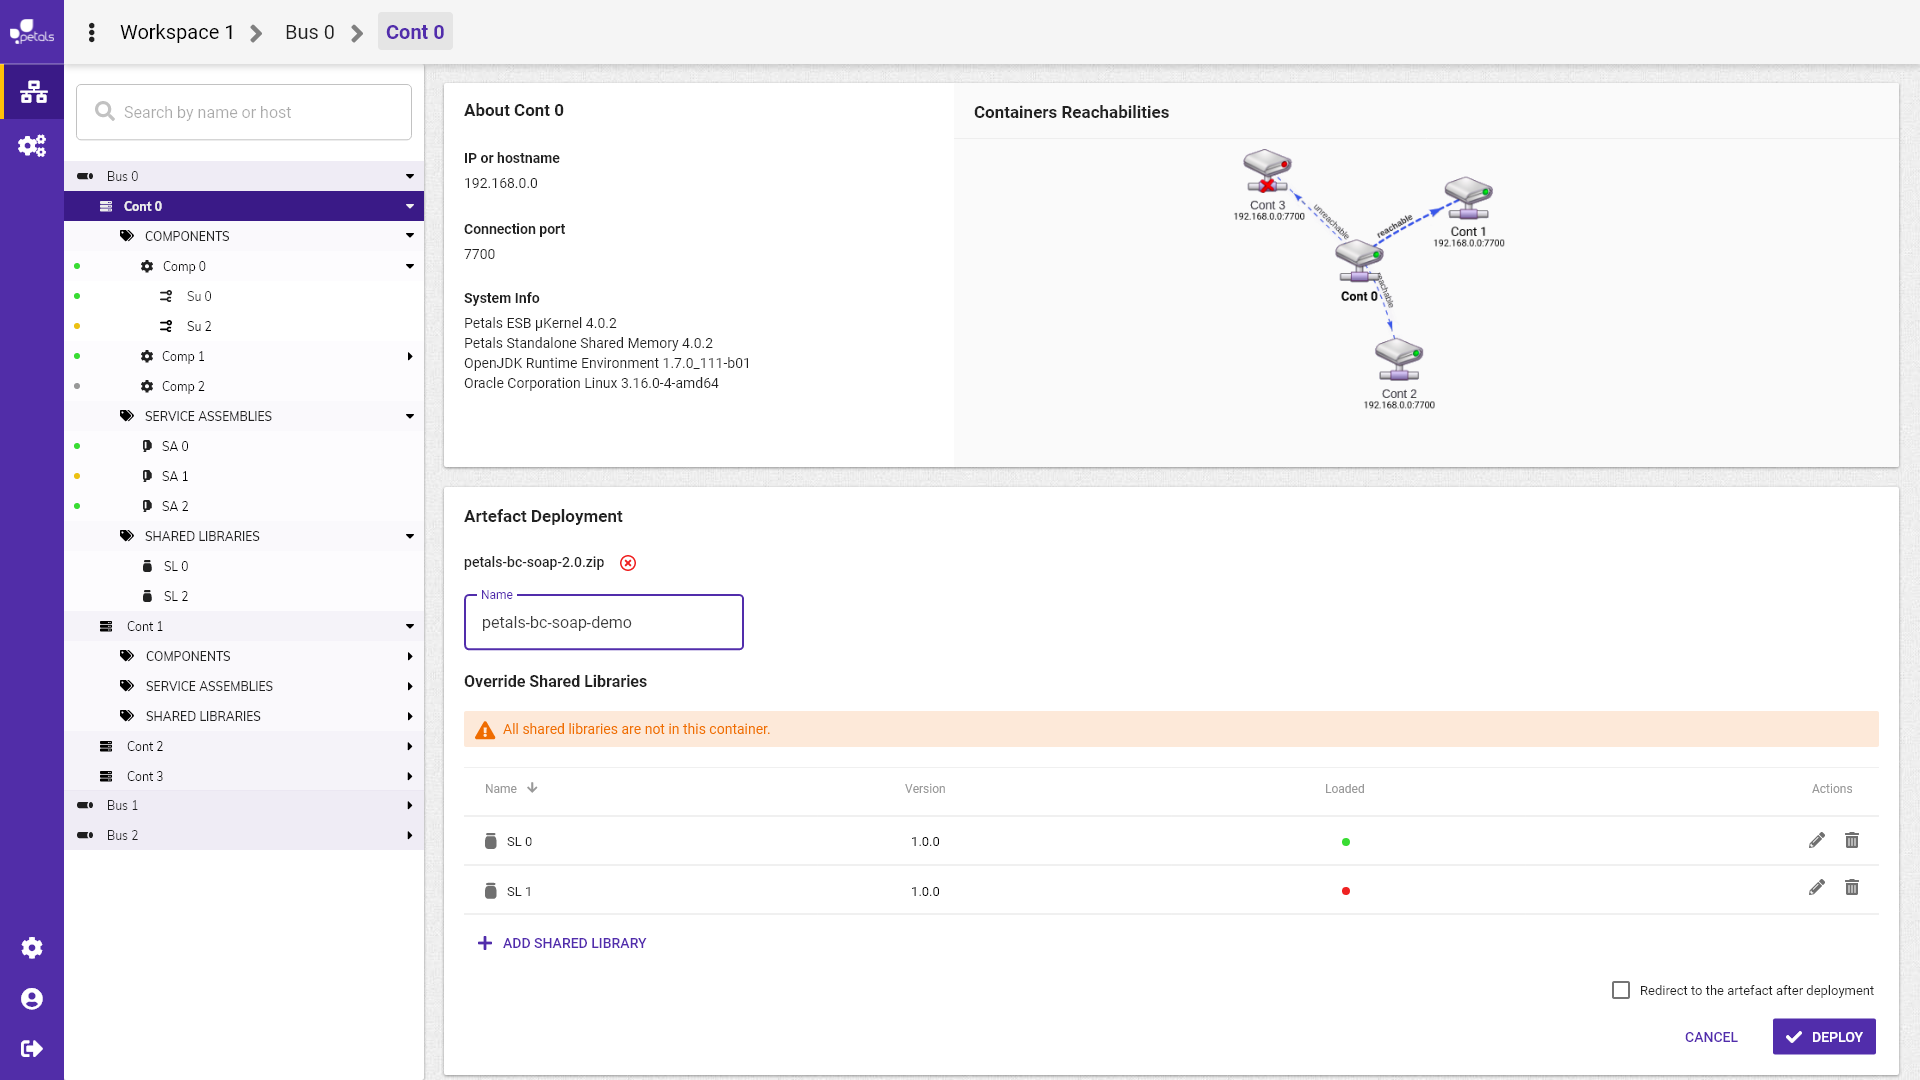 petals
Workspace 1
Bus 0
Cont 0
Search by name or host
Bus 0
Cont 0
COMPONENTS
Comp 0
Su 0
Su 2
Comp 1
Comp 2
SERVICE ASSEMBLIES
SA 0
SA 1
SA 2
SHARED LIBRARIES
SL 0
SL 2
Cont 1
COMPONENTS
SERVICE ASSEMBLIES
SHARED LIBRARIES
Cont 2
Cont 3
Bus 1
Bus 2
About Cont 0
IP or hostname
192.168.0.0
Connection port
7700
System Info
Petals ESB µKernel 4.0.2
Petals Standalone Shared Memory 4.0.2
OpenJDK Runtime Environment 1.7.0_111-b01
Oracle Corporation Linux 3.16.0-4-amd64
Containers Reachabilities
Cont 3
192.168.0.0:7700
unreachable
reachable
Cont 1
192.168.0.0:7700
Cont 0
Cont 2
192.168.0.0:7700
Artefact Deployment
petals-bc-soap-2.0.zip
Name
petals-bc-soap-demo
Override Shared Libraries
All shared libraries are not in this container.
Name Version Loaded Actions
SL 0 1.0.0
SL 1 1.0.0
ADD SHARED LIBRARY
Redirect to the artefact after deployment
CANCEL
DEPLOY